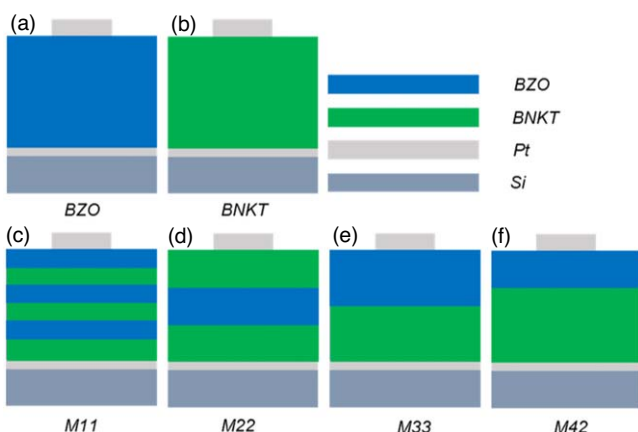 (a)
(b)
BZO
BNKT
Pt
Si
BZO
BNKT
(c)
(d)
(e)
(f)
M11
M22
M33
M42